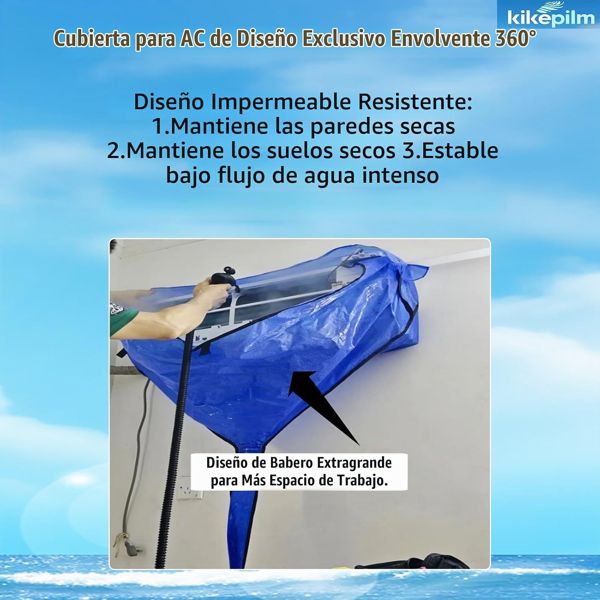 kikepilm
Cubierta para AC de Diseño Exclusivo Envolvente 360°
Diseño Impermeable Resistente:
1.Mantiene las paredes secas
2.Mantiene los suelos secos 3.Estable
bajo flujo de agua intenso
Diseño de Babero Extragrande
para Más Espacio de Trabajo.